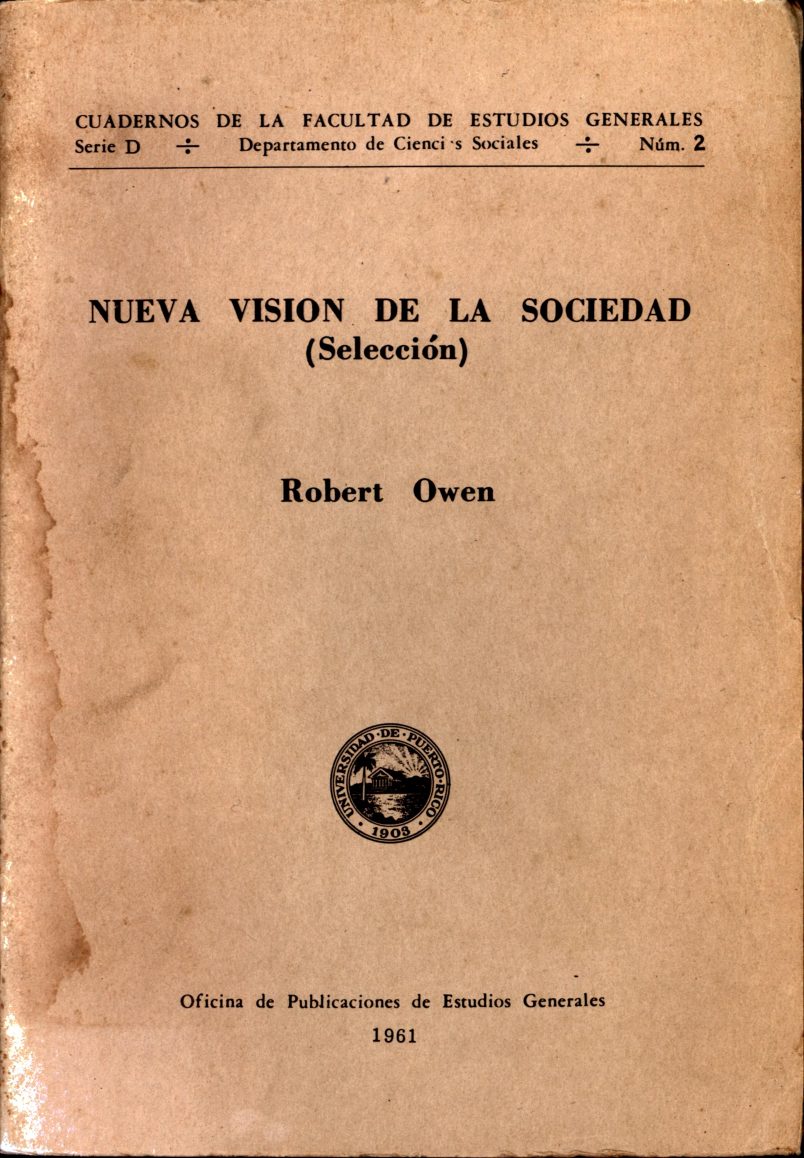 CUADERNOS DE LA FACULTAD DE ESTUDIOS GENERALES
Serie D ÷ Departamento de Cienci s Sociales ÷ Núm. 2
NUEVA VISION DE LA SOCIEDAD
(Selección)
Robert Owen
UNIVERSIDAD·DE·PUERTO·RICO
· 1903 ·
Oficina de Publicaciones de Estudios Generales
1961